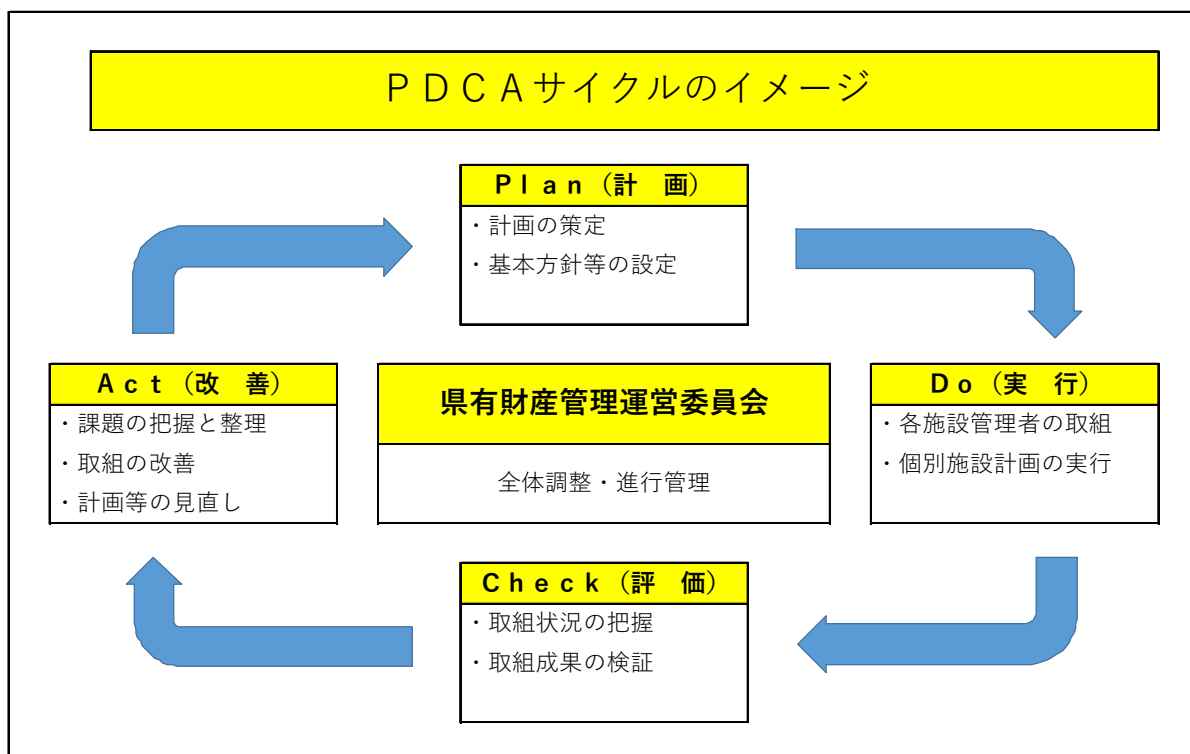 ＰＤＣＡサイクルのイメージ
Ｐｌａｎ（計　画）
・計画の策定
・基本方針等の設定
Ａｃｔ（改　善）
・課題の把握と整理
・取組の改善
・計画等の見直し
県有財産管理運営委員会
全体調整・進行管理
Ｄｏ（実　行）
・各施設管理者の取組
・個別施設計画の実行
Ｃｈｅｃｋ（評　価）
・取組状況の把握
・取組成果の検証